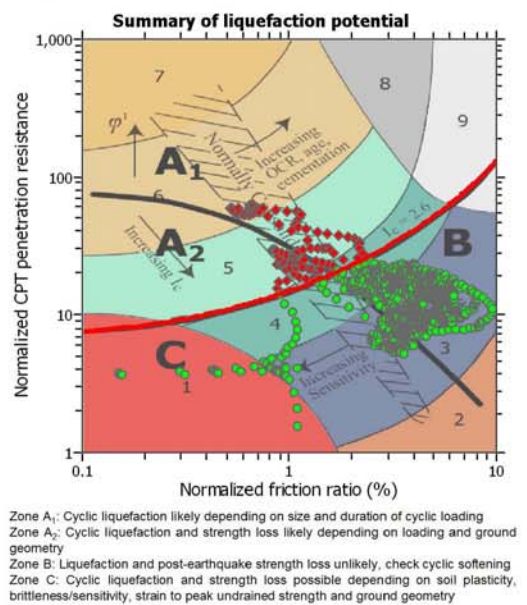 Summary of liquefaction potential
1,000
7
8
9
φ'
A1
Normally
Increasing
OCR, age,
cementation
100
6
A2
Increasing Ic
5
Ic = 2.6
B
10
4
3
C
1
Increasing
Sensitivity
2
1
0.1
1
10
Normalized CPT penetration resistance
Normalized friction ratio (%)
Zone A1: Cyclic liquefaction likely depending on size and duration of cyclic loading
Zone A2: Cyclic liquefaction and strength loss likely depending on loading and ground
geometry
Zone B: Liquefaction and post-earthquake strength loss unlikely, check cyclic softening
Zone C: Cyclic liquefaction and strength loss possible depending on soil plasticity,
brittleness/sensitivity, strain to peak undrained strength and ground geometry